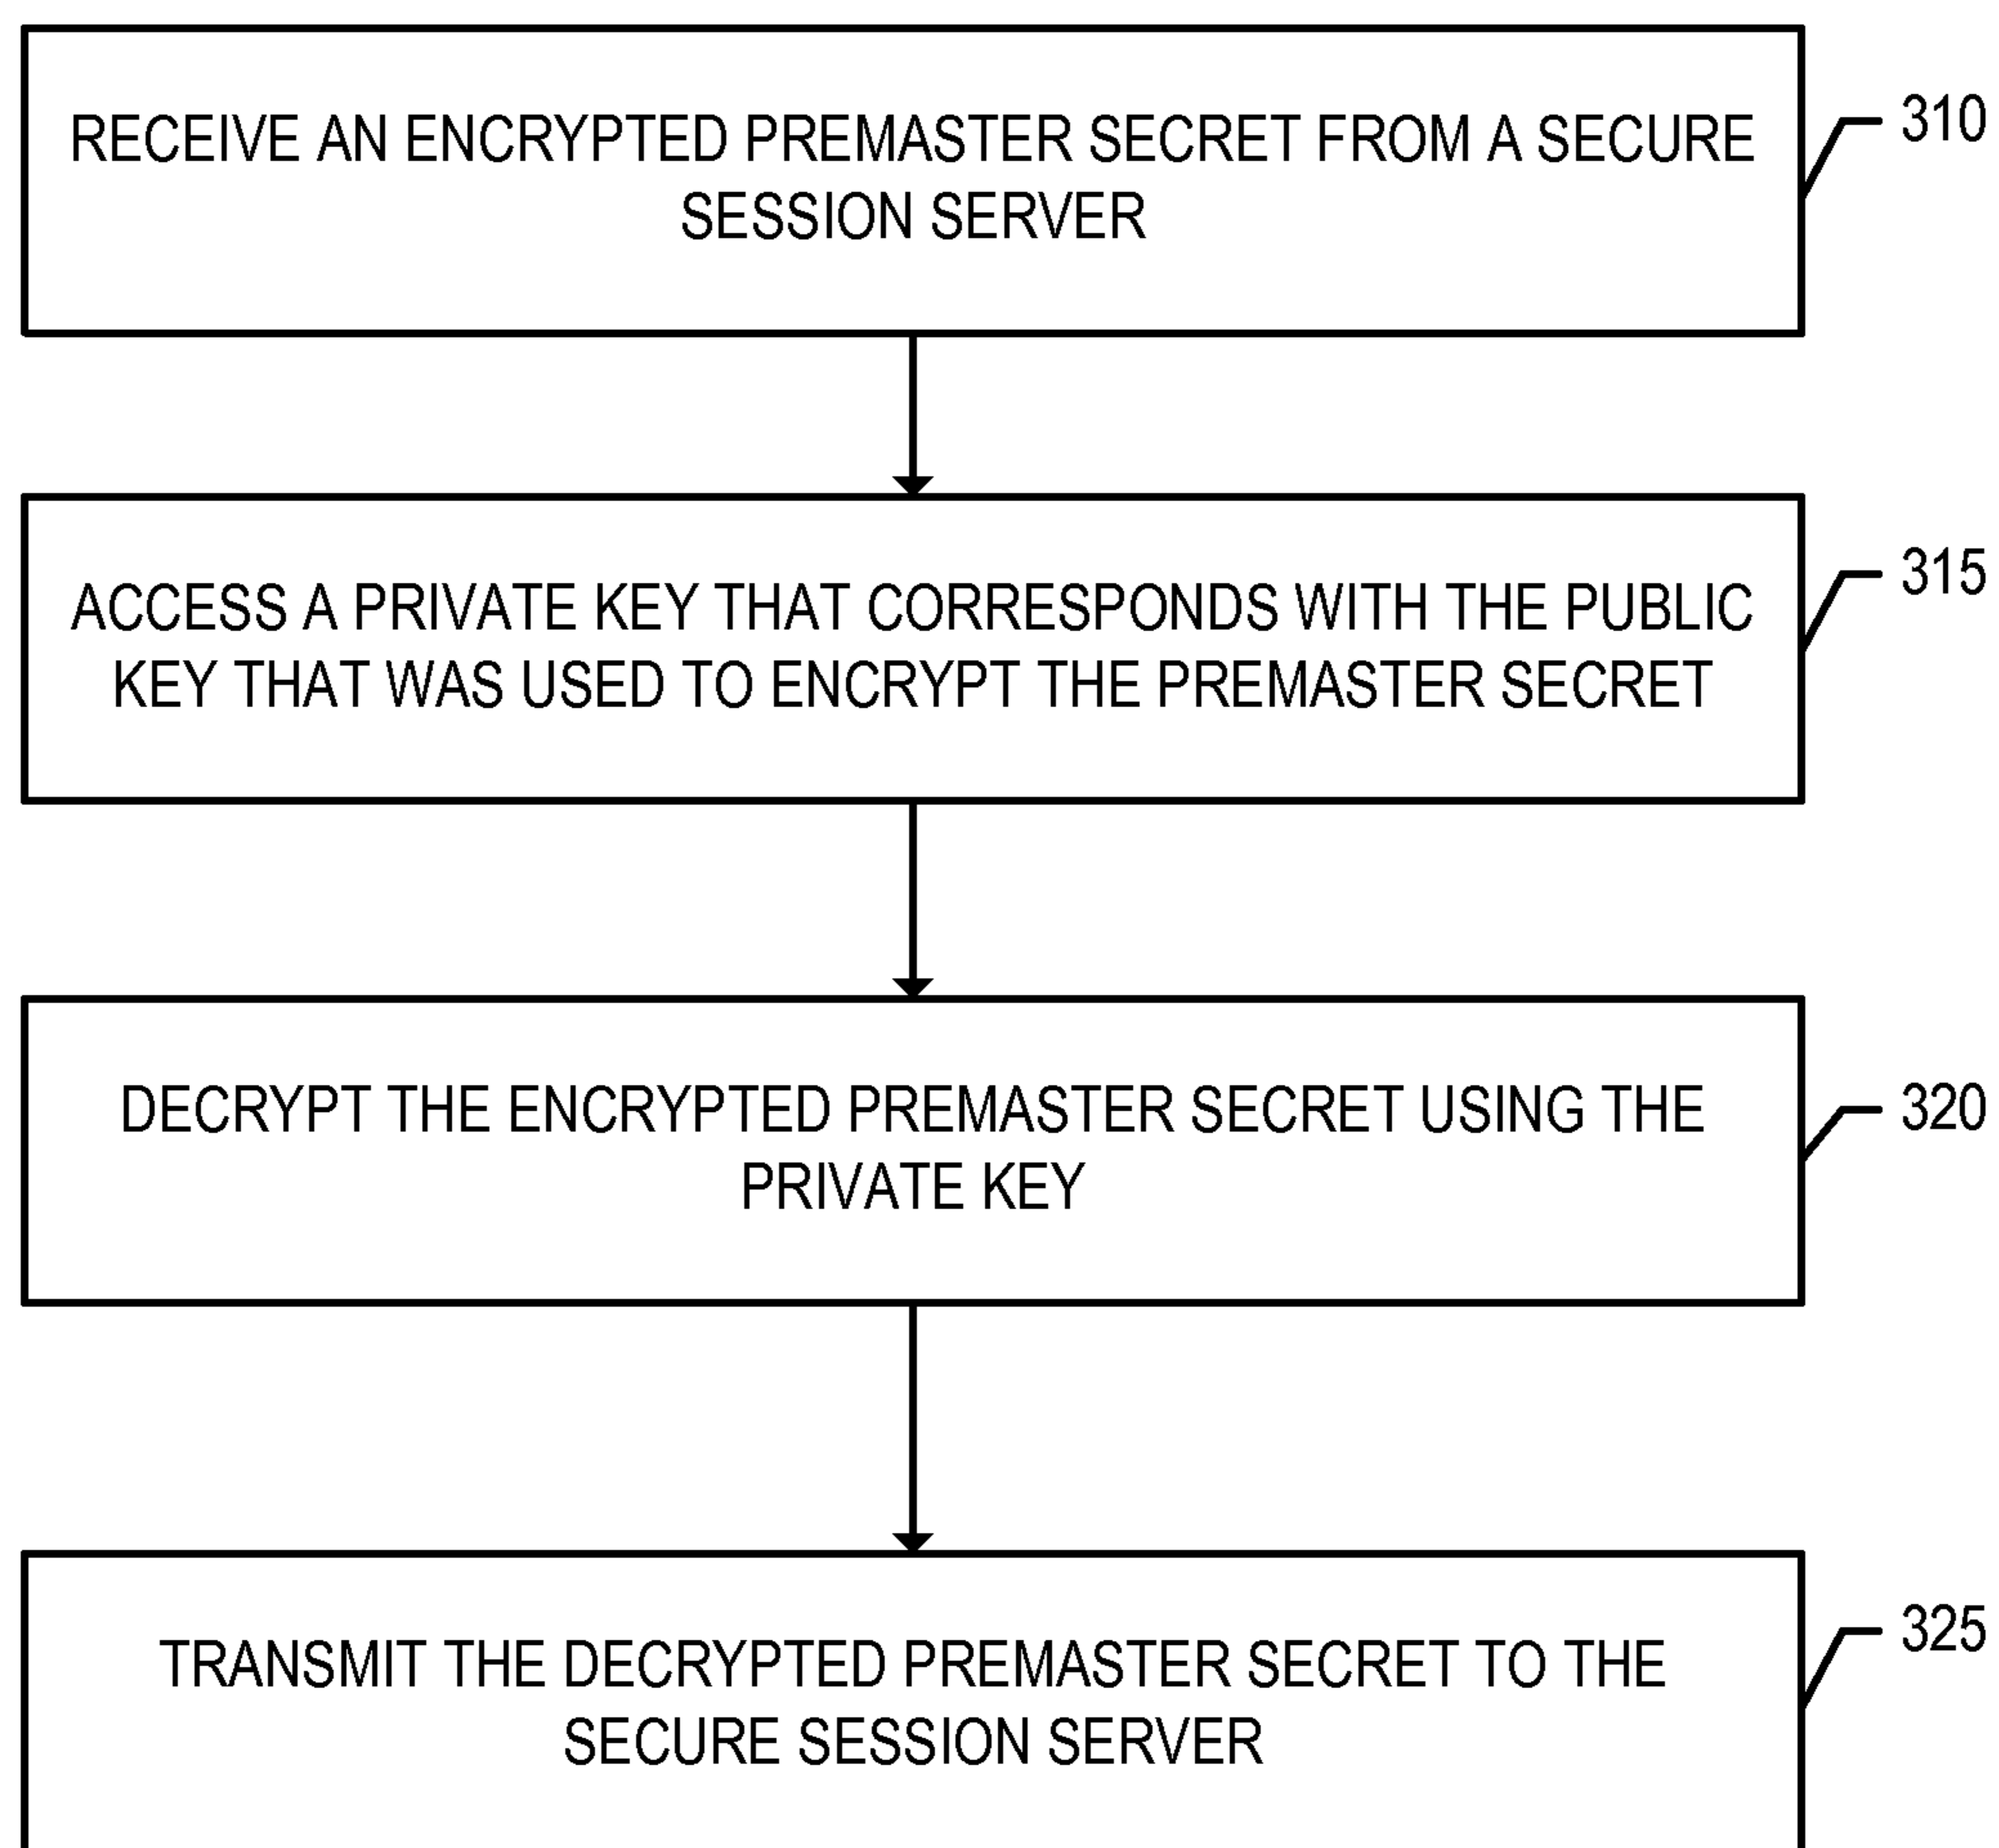 RECEIVE AN ENCRYPTED PREMASTER SECRET FROM A SECURE
SESSION SERVER
310
ACCESS A PRIVATE KEY THAT CORRESPONDS WITH THE PUBLIC
KEY THAT WAS USED TO ENCRYPT THE PREMASTER SECRET
315
DECRYPT THE ENCRYPTED PREMASTER SECRET USING THE
PRIVATE KEY
320
TRANSMIT THE DECRYPTED PREMASTER SECRET TO THE
SECURE SESSION SERVER
325